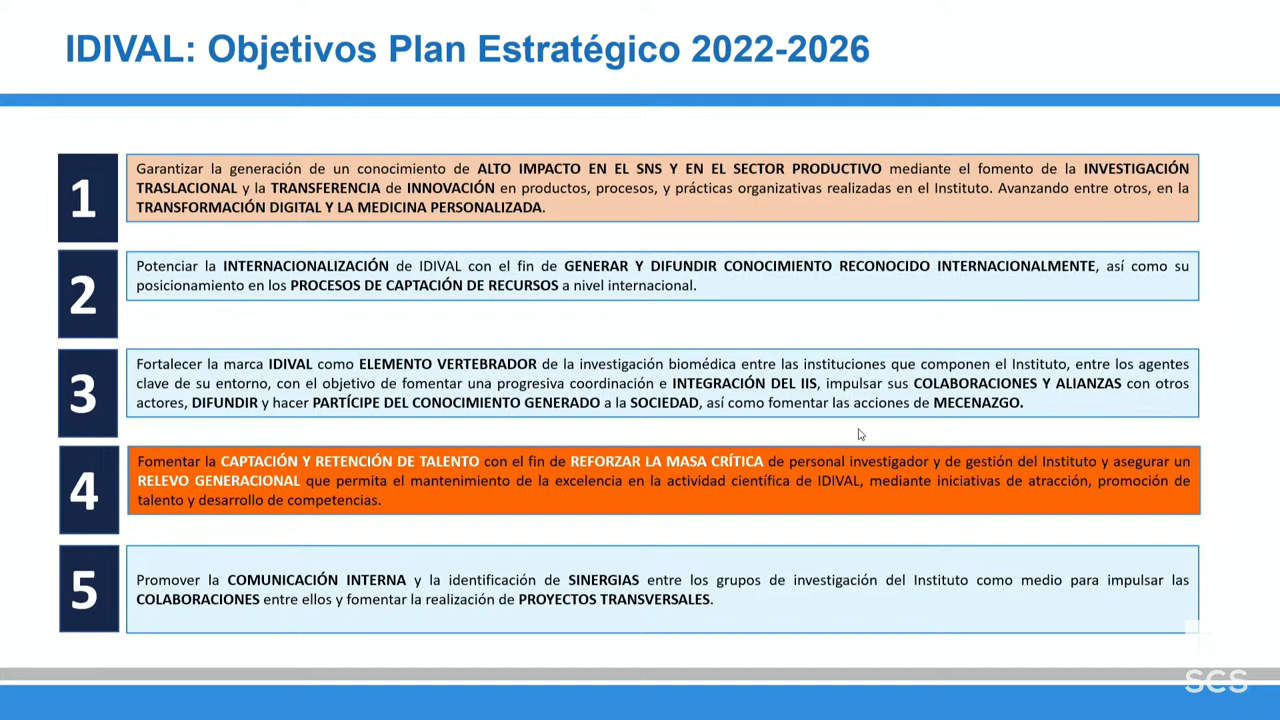 IDIVAL: Objetivos Plan Estratégico 2022-2026
1
Garantizar la generación de un conocimiento de ALTO IMPACTO EN EL SNS Y EN EL SECTOR PRODUCTIVO mediante el fomento de la INVESTIGACIÓN
TRASLACIONAL y la TRANSFERENCIA de INNOVACIÓN en productos, procesos, y prácticas organizativas realizadas en el Instituto. Avanzando entre otros, en la
TRANSFORMACIÓN DIGITAL Y LA MEDICINA PERSONALIZADA.
2
Potenciar la INTERNACIONALIZACIÓN de IDIVAL con el fin de GENERAR Y DIFUNDIR CONOCIMIENTO RECONOCIDO INTERNACIONALMENTE, así como su
posicionamiento en los PROCESOS DE CAPTACIÓN DE RECURSOS a nivel internacional.
3
Fortalecer la marca IDIVAL como ELEMENTO VERTEBRADOR de la investigación biomédica entre las instituciones que componen el Instituto, entre los agentes
clave de su entorno, con el objetivo de fomentar una progresiva coordinación e INTEGRACIÓN DEL IIS, impulsar sus COLABORACIONES Y ALIANZAS con otros
actores, DIFUNDIR y hacer PARTÍCIPE DEL CONOCIMIENTO GENERADO a la SOCIEDAD, así como fomentar las acciones de MECENAZGO.
4
Fomentar la CAPTACIÓN Y RETENCIÓN DE TALENTO con el fin de REFORZAR LA MASA CRÍTICA de personal investigador y de gestión del Instituto y asegurar un
RELEVO GENERACIONAL que permita el mantenimiento de la excelencia en la actividad científica de IDIVAL, mediante iniciativas de atracción, promoción de
talento y desarrollo de competencias.
5
Promover la COMUNICACIÓN INTERNA y la identificación de SINERGIAS entre los grupos de investigación del Instituto como medio para impulsar las
COLABORACIONES entre ellos y fomentar la realización de PROYECTOS TRANSVERSALES.
SCS